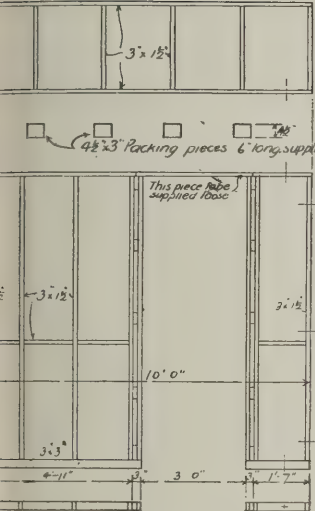 3" x 1½"
4½" x 3" Packing pieces 6" long. suppl
This piece to be
supplied loose
3" x 1½"
3" x 1½"
10' 0"
3" x 3"
4'-11"
3"
3' 0"
3"
1'-7"